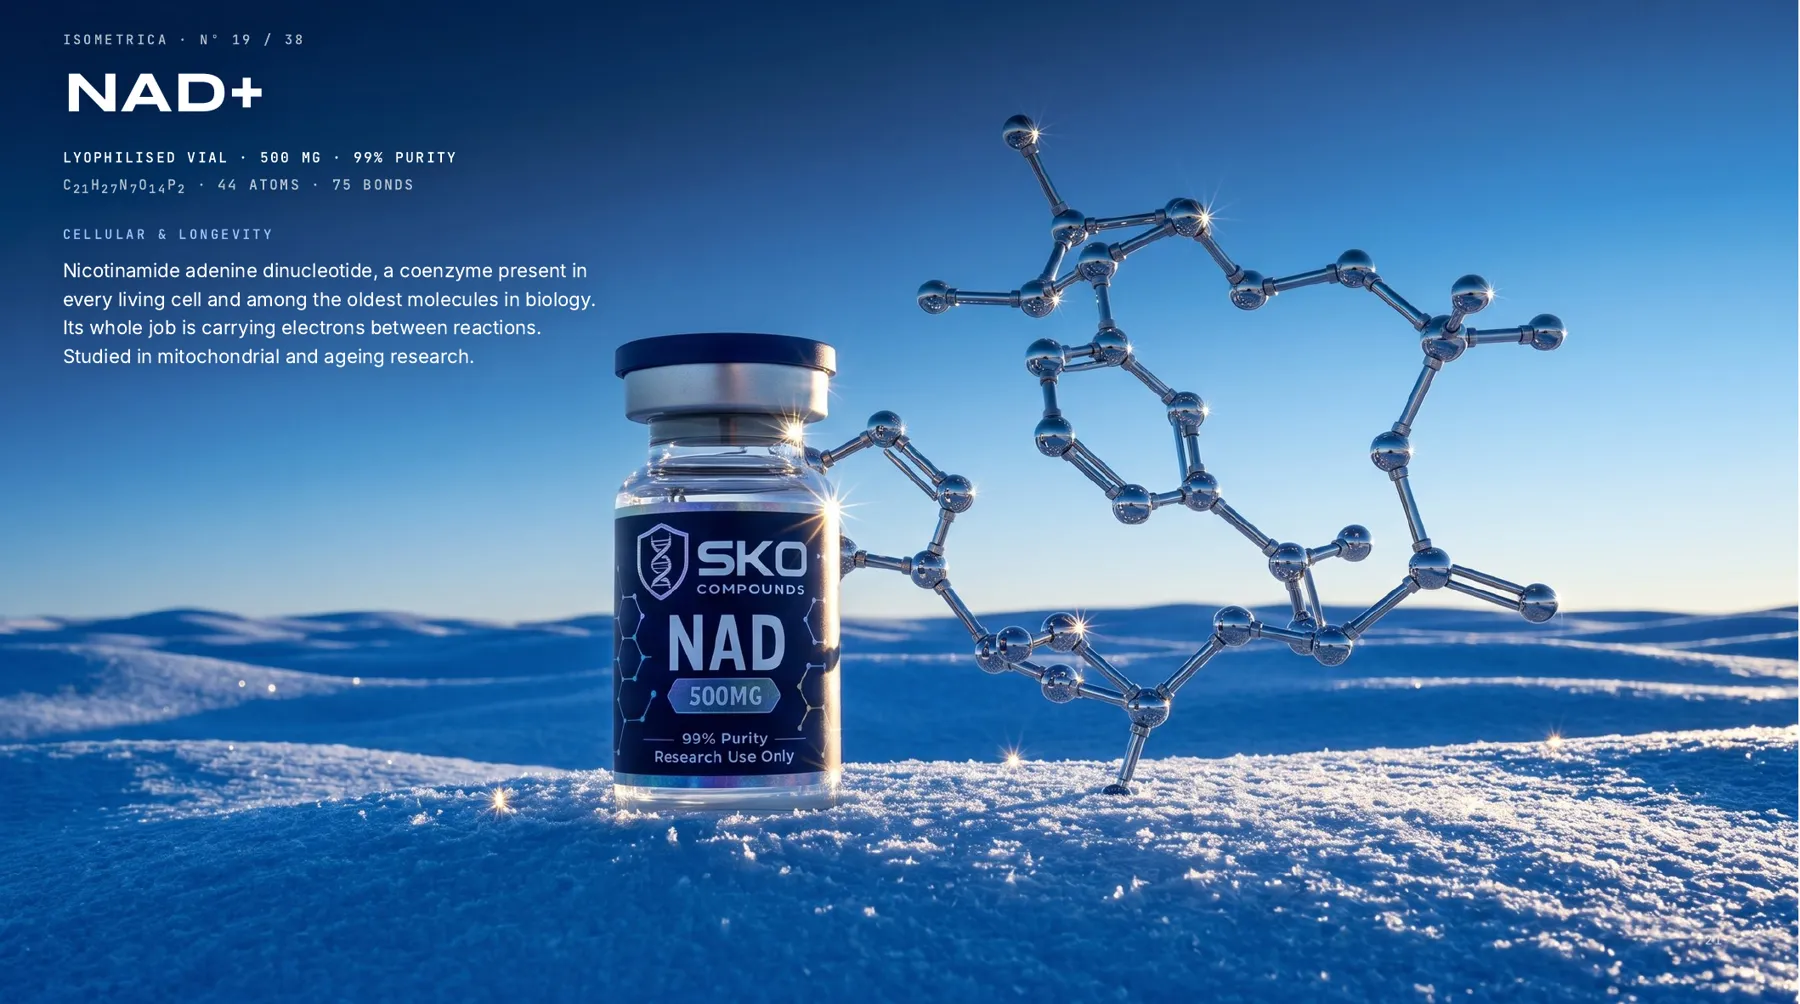 ISOMETRICA · N° 19 / 38
NAD+
LYOPHILISED VIAL · 500 MG · 99% PURITY
C₂₁H₂₇N₇O₁₄P₂ · 44 ATOMS · 75 BONDS
CELLULAR & LONGEVITY
Nicotinamide adenine dinucleotide, a coenzyme present in
every living cell and among the oldest molecules in biology.
Its whole job is carrying electrons between reactions.
Studied in mitochondrial and ageing research.
SKO
COMPOUNDS
NAD
500MG
99% Purity
Research Use Only
21